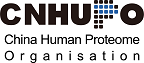 CNHUPO
China Human Proteome
Organisation